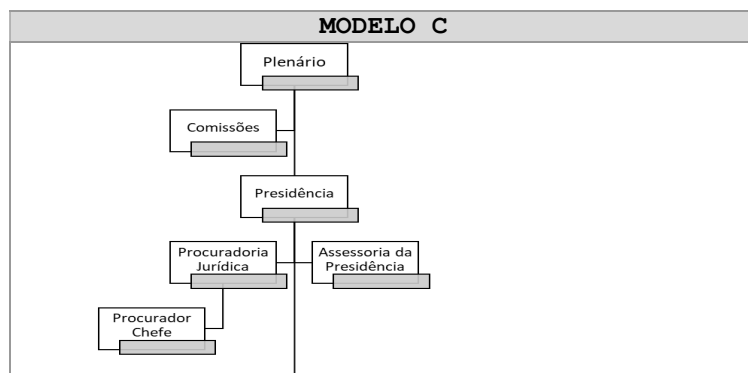 MODELO C
Plenário
Comissões
Presidência
Procuradoria
Jurídica
Assessoria da
Presidência
Procurador
Chefe